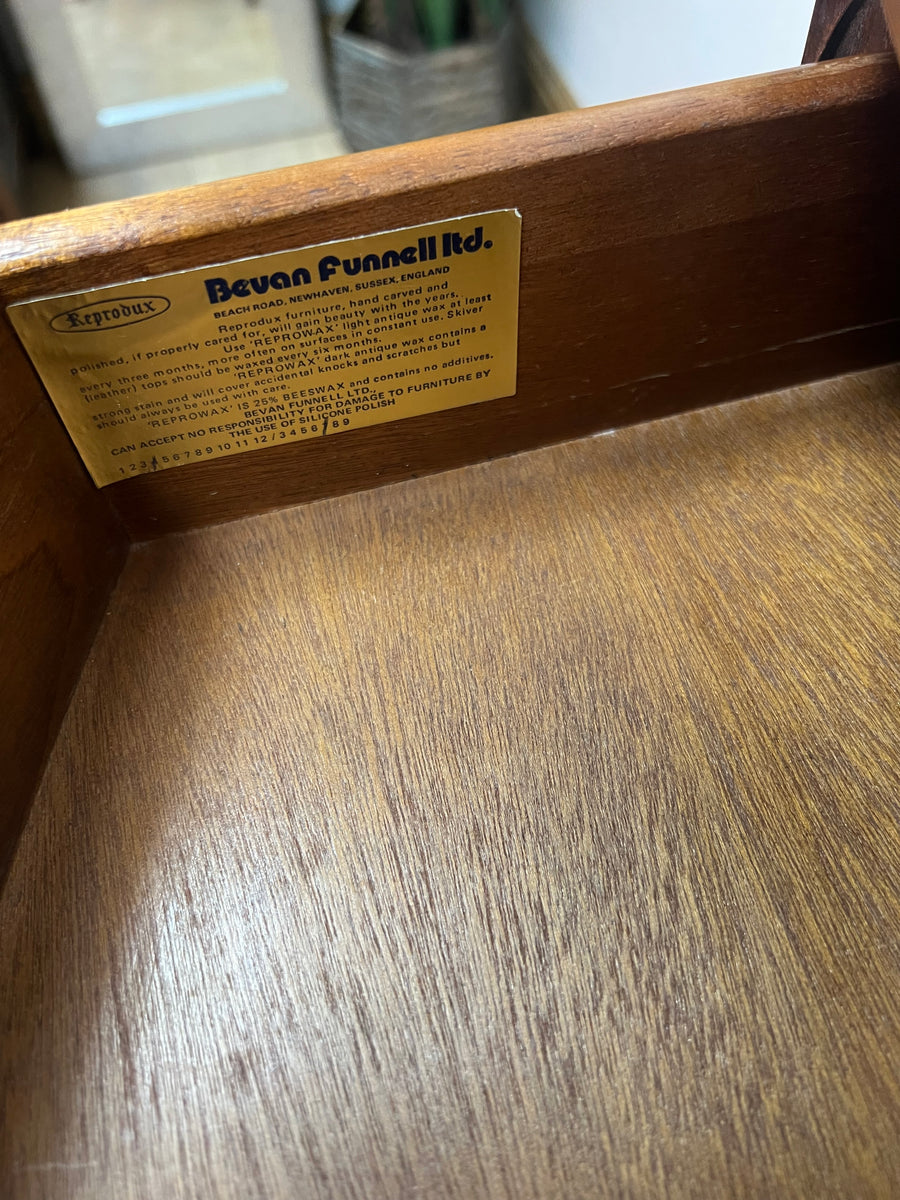 Reprodux
Bevan Funnell ltd.
BEACH ROAD, NEWHAVEN, SUSSEX, ENGLAND
Reprodux furniture, hand carved and
polished, if properly cared for, will gain beauty with the years.
Use 'REPROWAX' light antique wax at least
every three months, more often on surfaces in constant use. Skiver
(leather) tops should be waxed every six months.
'REPROWAX' dark antique wax contains a
strong stain and will cover accidental knocks and scratches but
should always be used with care.
'REPROWAX' IS 25% BEESWAX and contains no additives.
BEVAN FUNNELL LTD.,
CAN ACCEPT NO RESPONSIBILITY FOR DAMAGE TO FURNITURE BY
THE USE OF SILICONE POLISH
1 2 3 4 5 6 7 8 9 10 11 12 / 3 4 5 6 7 8 9